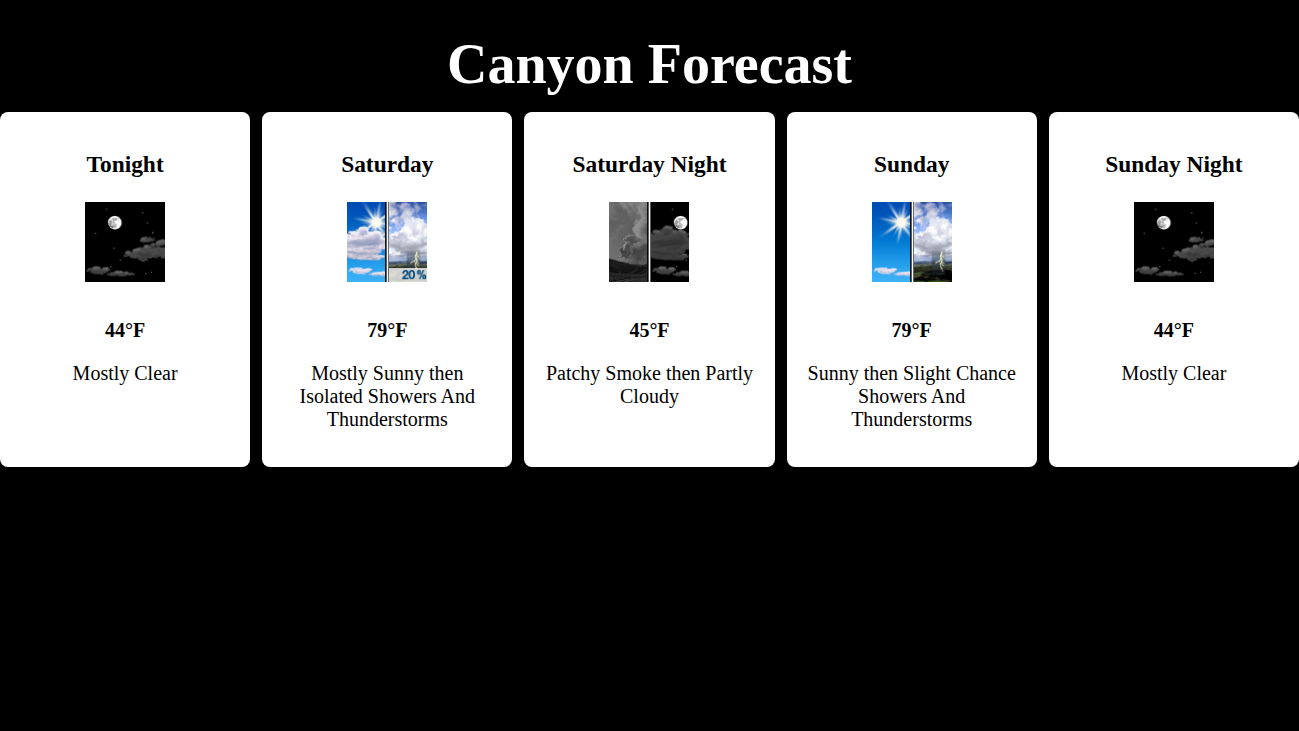 Canyon Forecast
Tonight
44°F
Mostly Clear
Saturday
20%
79°F
Mostly Sunny then
Isolated Showers And
Thunderstorms
Saturday Night
45°F
Patchy Smoke then Partly
Cloudy
Sunday
79°F
Sunny then Slight Chance
Showers And
Thunderstorms
Sunday Night
44°F
Mostly Clear